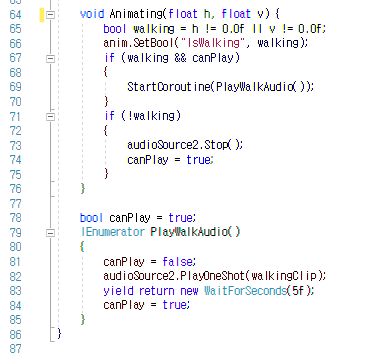 64 void Animating(float h, float v) {
65 bool walking = h != 0.0f || v != 0.0f;
66 anim.SetBool("IsWalking", walking);
67 if (walking && canPlay)
68 {
69 StartCoroutine(PlayWalkAudio());
70 }
71 if (!walking)
72 {
73 audioSource2.Stop();
74 canPlay = true;
75 }
76 }
77
78 bool canPlay = true;
79 IEnumerator PlayWalkAudio()
80 {
81 canPlay = false;
82 audioSource2.PlayOneShot(walkingClip);
83 yield return new WaitForSeconds(5f);
84 canPlay = true;
85 }
86 }
87